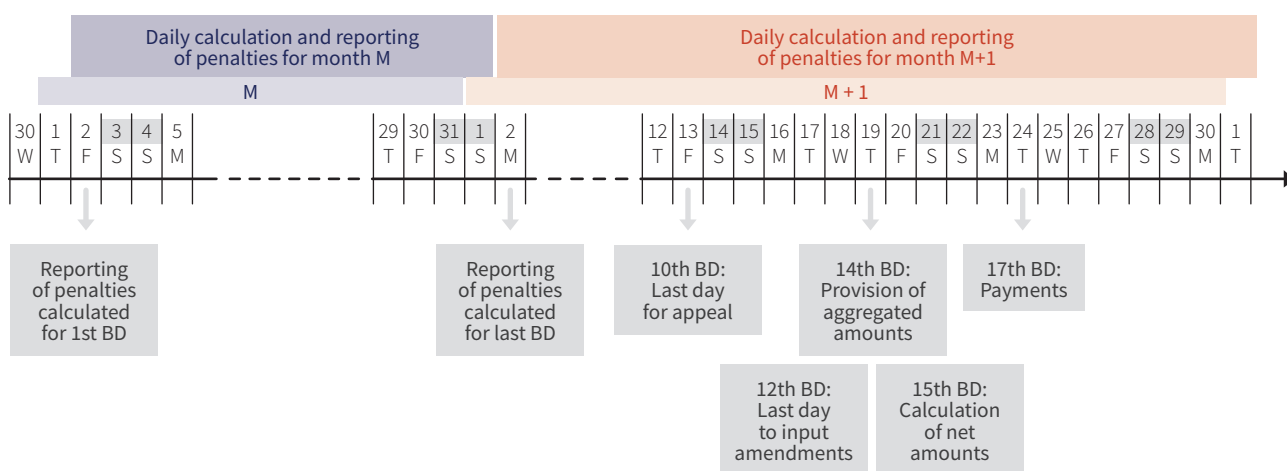 Daily calculation and reporting
of penalties for month M
Daily calculation and reporting
of penalties for month M+1
M
M + 1
30 1 2 3 4 5 29 30 31 1 2 12 13 14 15 16 17 18 19 20 21 22 23 24 25 26 27 28 29 30 1
W T F S S M T F S S M T F S S M T W T F S S M T W T F S S M T
Reporting
of penalties
calculated
for 1st BD
Reporting
of penalties
calculated
for last BD
10th BD:
Last day
for appeal
14th BD:
Provision of
aggregated
amounts
17th BD:
Payments
12th BD:
Last day
to input
amendments
15th BD:
Calculation
of net
amounts